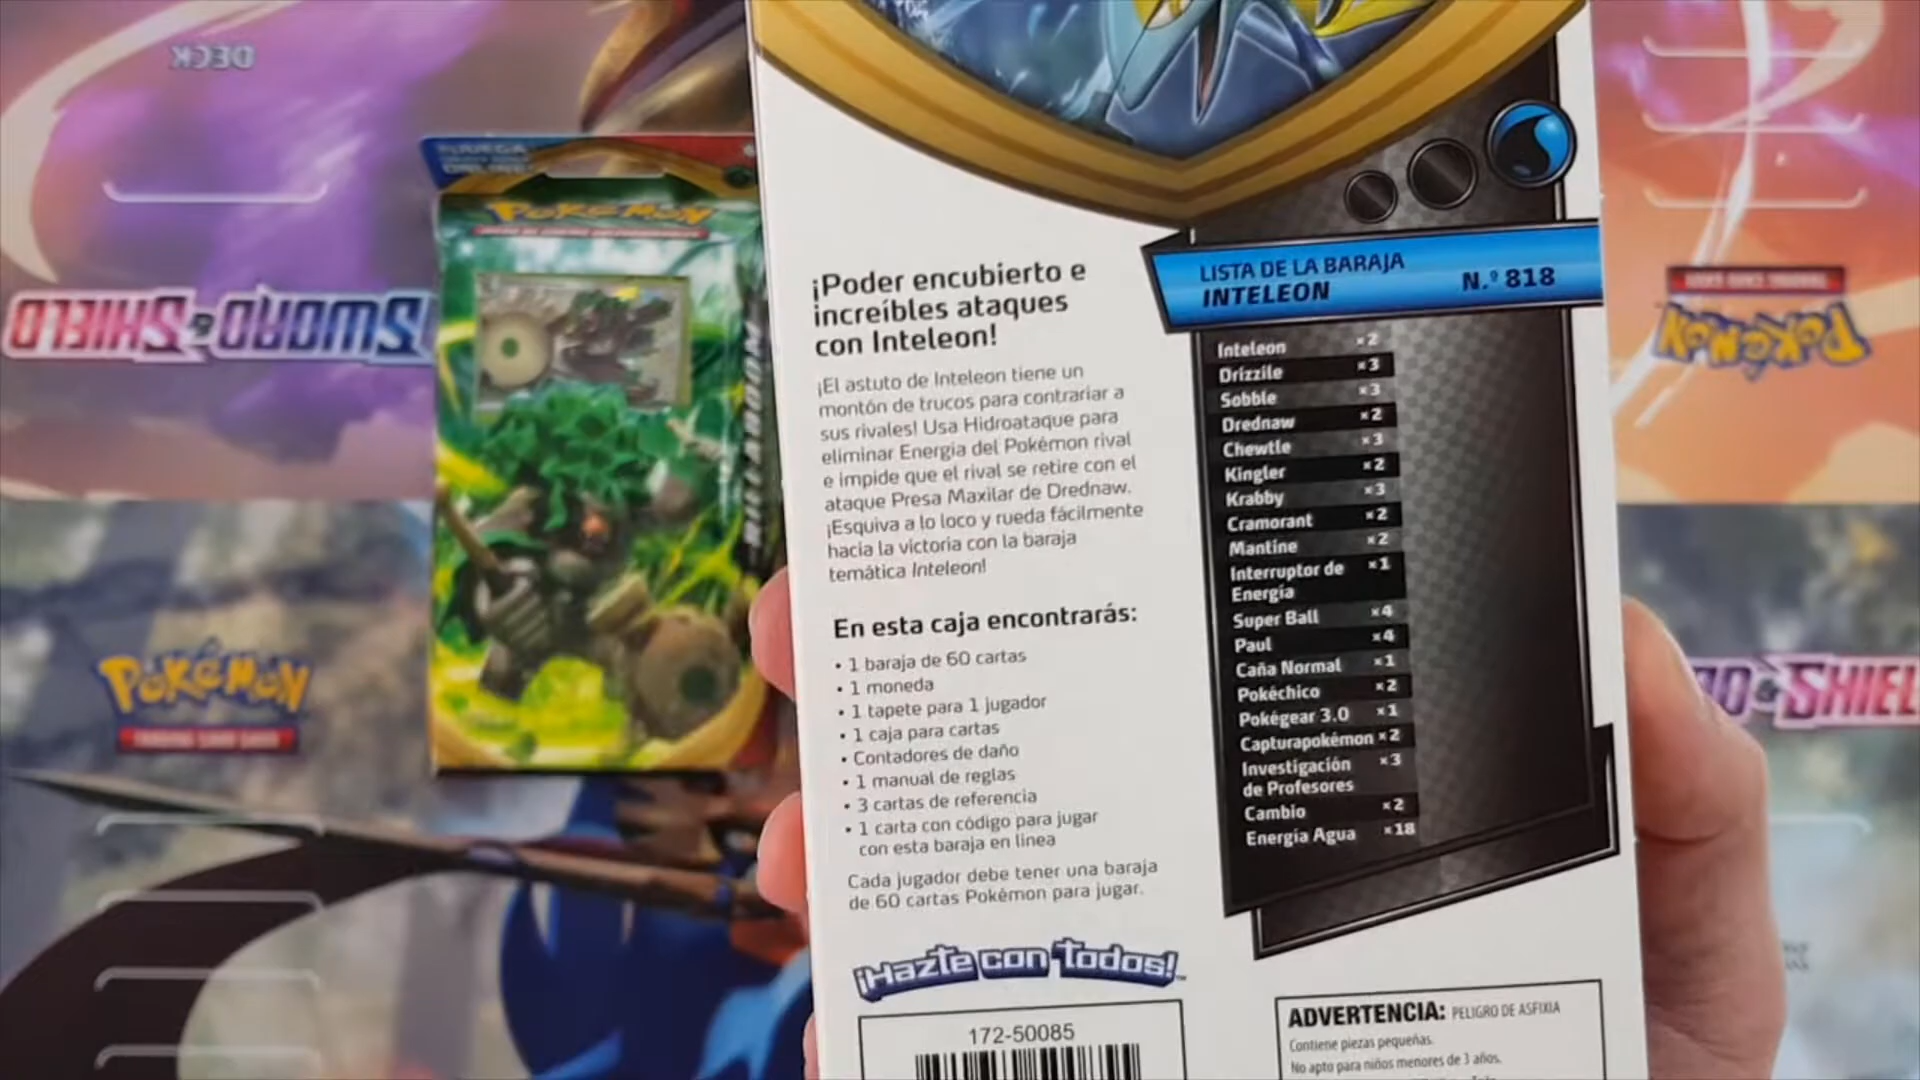 DECK
SWORD & SHIELD
POKÉMON
POKÉMON
RILLABOOM
POKÉMON
TRADING CARD GAME
¡Poder encubierto e
increíbles ataques
con Inteleon!
¡El astuto de Inteleon tiene un
montón de trucos para contrariar a
sus rivales! Usa Hidroataque para
eliminar Energía del Pokémon rival
e impide que el rival se retire con el
ataque Presa Maxilar de Drednaw.
¡Esquiva a lo loco y rueda fácilmente
hacia la victoria con la baraja
temática Inteleon!
En esta caja encontrarás:
• 1 baraja de 60 cartas
• 1 moneda
• 1 tapete para 1 jugador
• 1 caja para cartas
• Contadores de daño
• 1 manual de reglas
• 3 cartas de referencia
• 1 carta con código para jugar
con esta baraja en línea
Cada jugador debe tener una baraja
de 60 cartas Pokémon para jugar.
¡Hazte con Todos!™
172-50085
LISTA DE LA BARAJA
INTELEON N.º 818
Inteleon ×2
Drizzile ×3
Sobble ×3
Drednaw ×2
Chewtle ×3
Kingler ×2
Krabby ×3
Cramorant ×2
Mantine ×2
Interruptor de ×1
Energía
Super Ball ×4
Paul ×4
Caña Normal ×1
Pokéchico ×2
Pokégear 3.0 ×1
Capturapokémon ×2
Investigación ×3
de Profesores
Cambio ×2
Energía Agua ×18
ADVERTENCIA: PELIGRO DE ASFIXIA
Contiene piezas pequeñas.
No apto para niños menores de 3 años.
& SHIEL